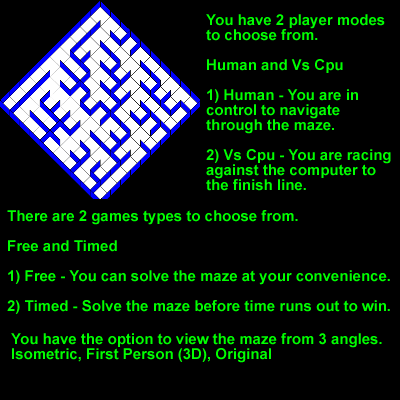 You have 2 player modes
to choose from.
Human and Vs Cpu
1) Human - You are in
control to navigate
through the maze.
2) Vs Cpu - You are racing
against the computer to
the finish line.
There are 2 games types to choose from.
Free and Timed
1) Free - You can solve the maze at your convenience.
2) Timed - Solve the maze before time runs out to win.
You have the option to view the maze from 3 angles.
Isometric, First Person (3D), Original